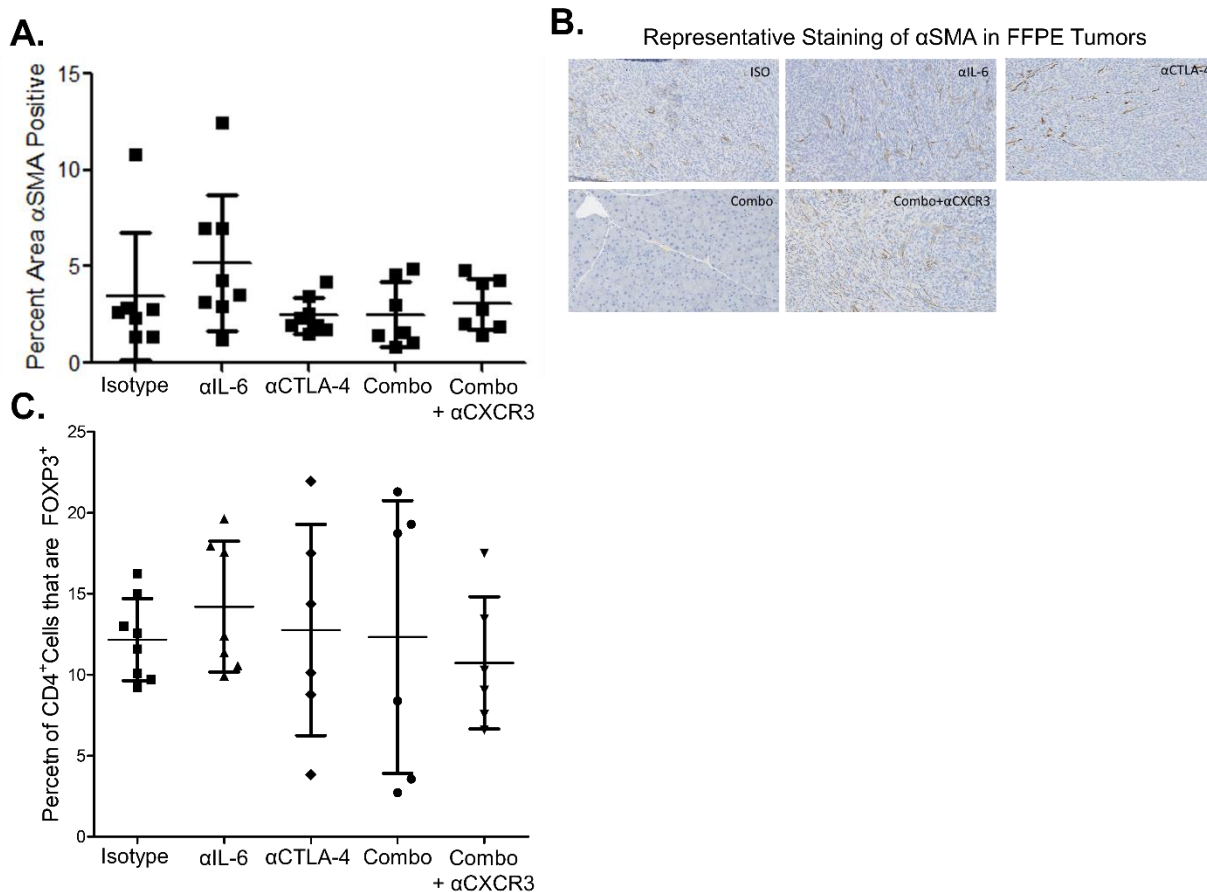 A.
Percent Area αSMA Positive
15
10
5
0
Isotype
αIL-6
αCTLA-4
Combo
Combo
+ αCXCR3
B.
Representative Staining of αSMA in FFPE Tumors
ISO
αIL-6
αCTLA-4
Combo
Combo+αCXCR3
C.
Percetn of CD4⁺Cells that are FOXP3⁺
25
20
15
10
5
0
Isotype
αIL-6
αCTLA-4
Combo
Combo
+ αCXCR3